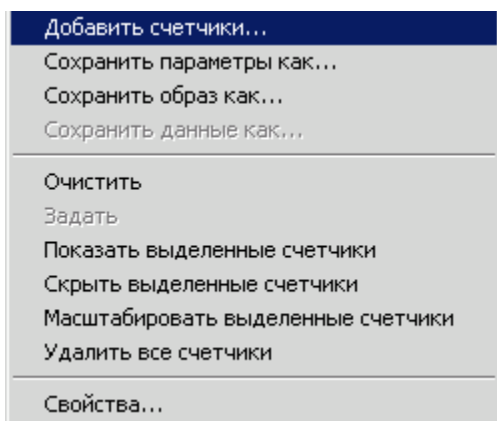 Добавить счетчики...
Сохранить параметры как...
Сохранить образ как...
Сохранить данные как...
Очистить
Задать
Показать выделенные счетчики
Скрыть выделенные счетчики
Масштабировать выделенные счетчики
Удалить все счетчики
Свойства...